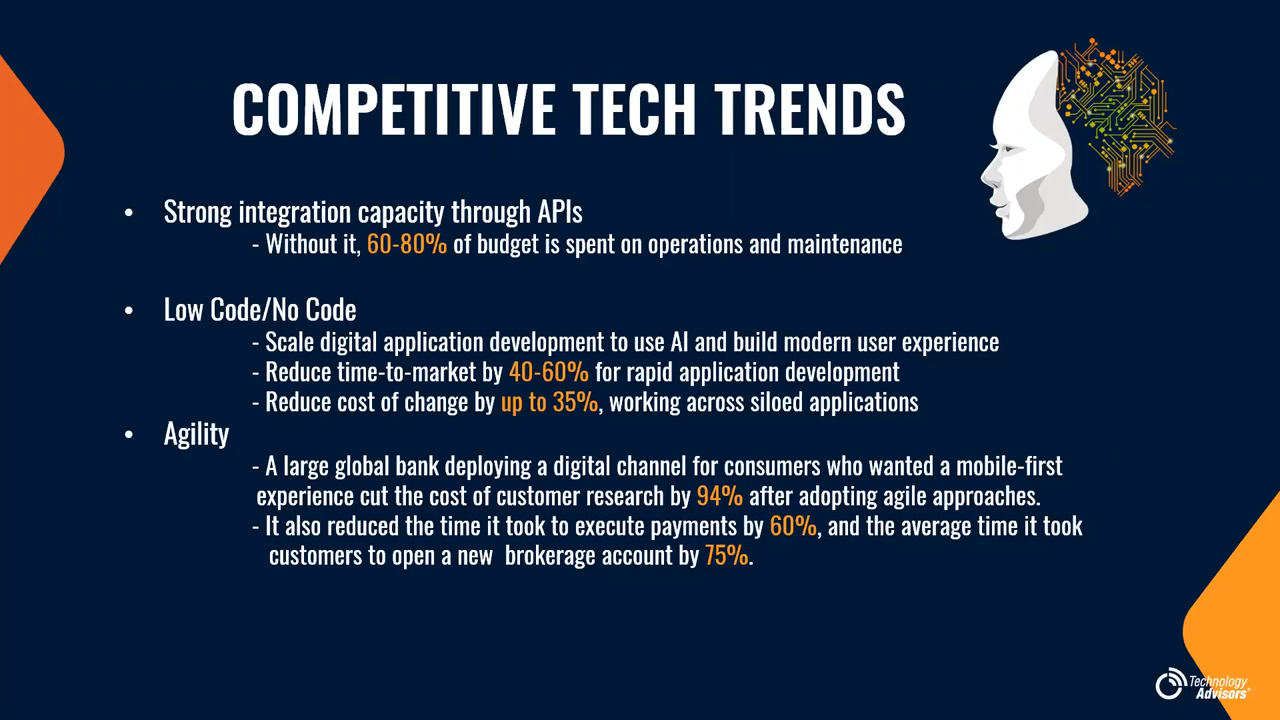 COMPETITIVE TECH TRENDS
• Strong integration capacity through APIs
- Without it, 60-80% of budget is spent on operations and maintenance
• Low Code/No Code
- Scale digital application development to use AI and build modern user experience
- Reduce time-to-market by 40-60% for rapid application development
- Reduce cost of change by up to 35%, working across siloed applications
• Agility
- A large global bank deploying a digital channel for consumers who wanted a mobile-first
experience cut the cost of customer research by 94% after adopting agile approaches.
- It also reduced the time it took to execute payments by 60%, and the average time it took
customers to open a new  brokerage account by 75%.
Technology
Advisors®